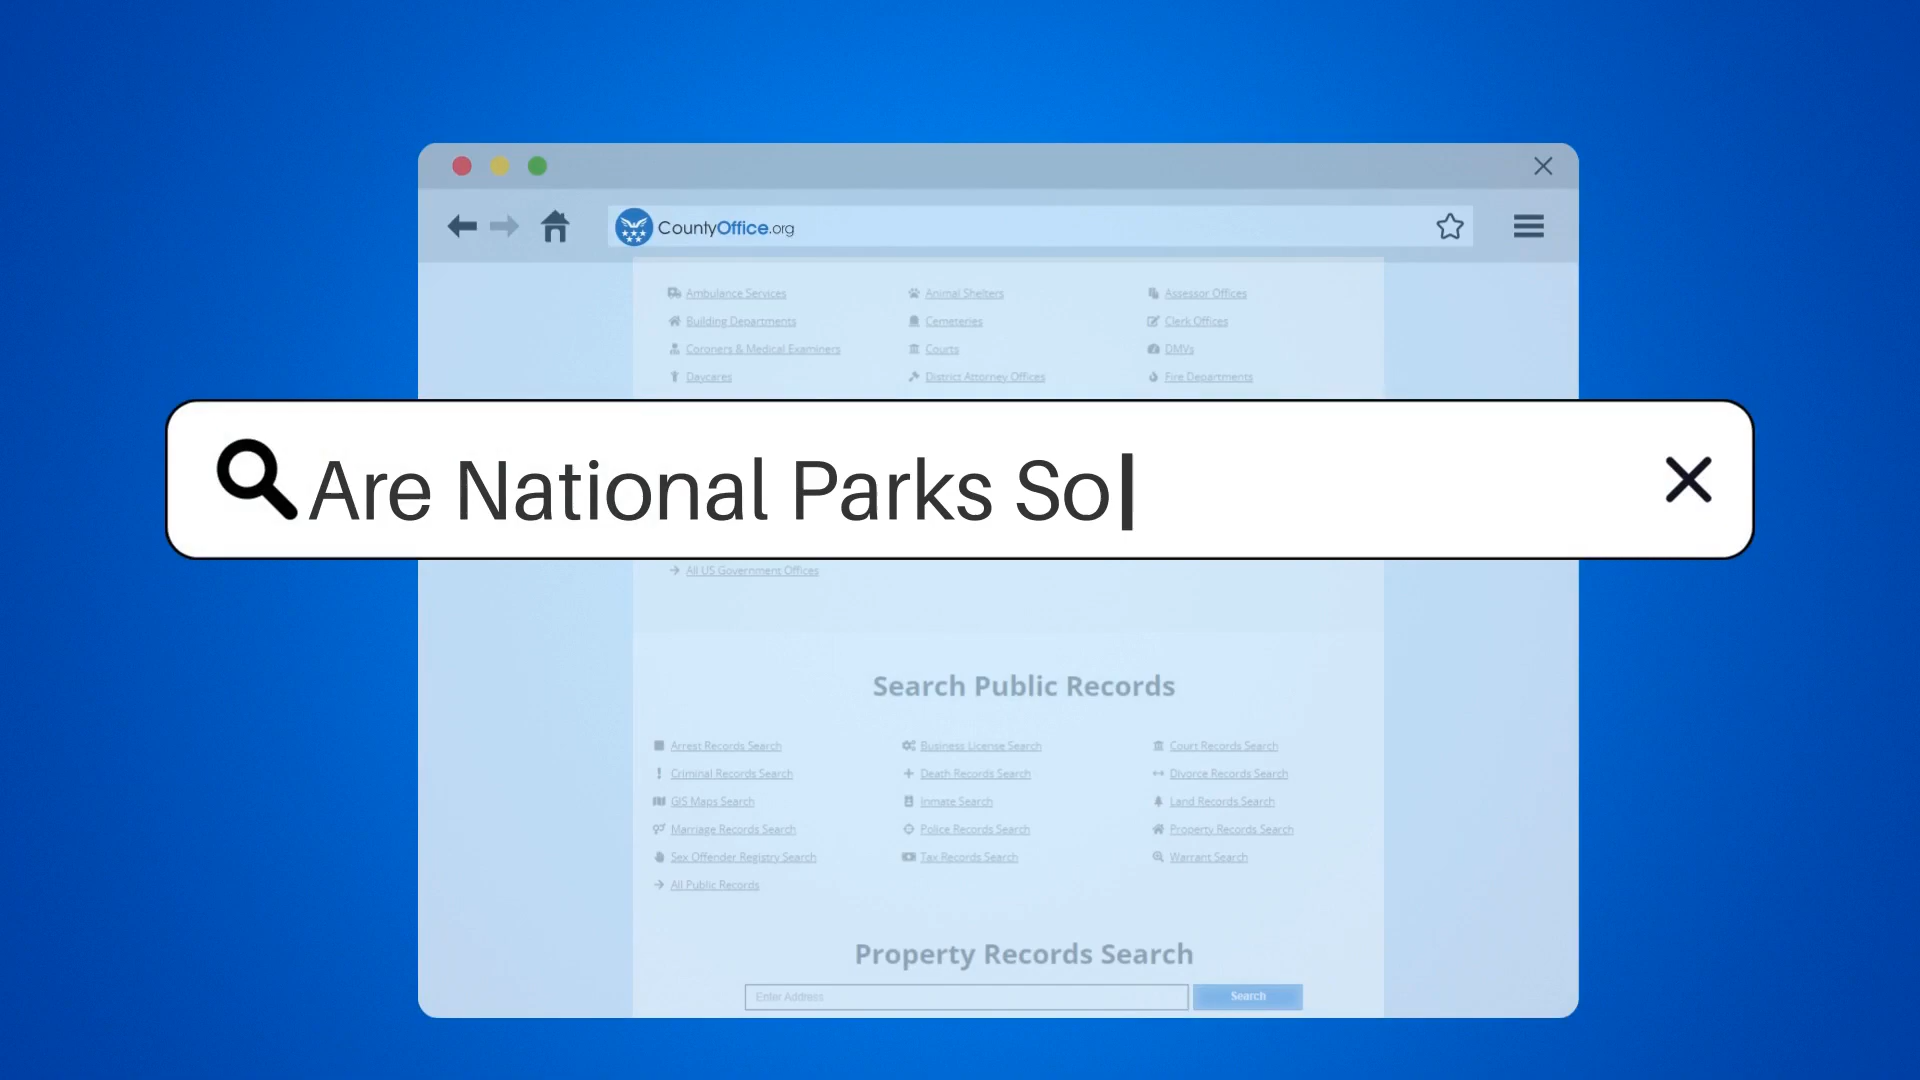 CountyOffice.org
Ambulance Services
Animal Shelters
Assessor Offices
Building Departments
Cemeteries
Clerk Offices
Coroners & Medical Examiners
Courts
DMVs
Daycares
District Attorney Offices
Fire Departments
Are National Parks So
All US Government Offices
Search Public Records
Arrest Records Search
Business License Search
Court Records Search
Criminal Records Search
Death Records Search
Divorce Records Search
GIS Maps Search
Inmate Search
Land Records Search
Marriage Records Search
Police Records Search
Property Records Search
Sex Offender Registry Search
Tax Records Search
Warrant Search
All Public Records
Property Records Search
Enter Address
Search